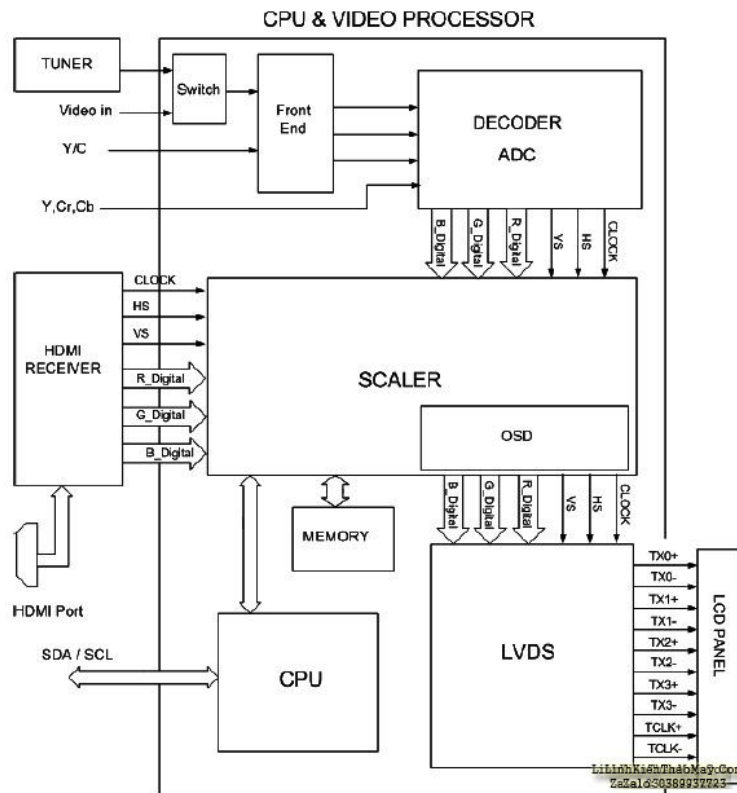 CPU & VIDEO PROCESSOR
TUNER
Switch
Front
End
DECODER
ADC
Video in
Y/C
Y,Cr,Cb
B_Digital
G_Digital
R_Digital
VS
HS
CLOCK
HDMI
RECEIVER
CLOCK
HS
VS
R_Digital
G_Digital
B_Digital
SCALER
OSD
B_Digital
G_Digital
R_Digital
VS
HS
CLOCK
MEMORY
HDMI Port
SDA / SCL
CPU
LVDS
TX0+
TX0-
TX1+
TX1-
TX2+
TX2-
TX3+
TX3-
TCLK+
TCLK-
LCD PANEL